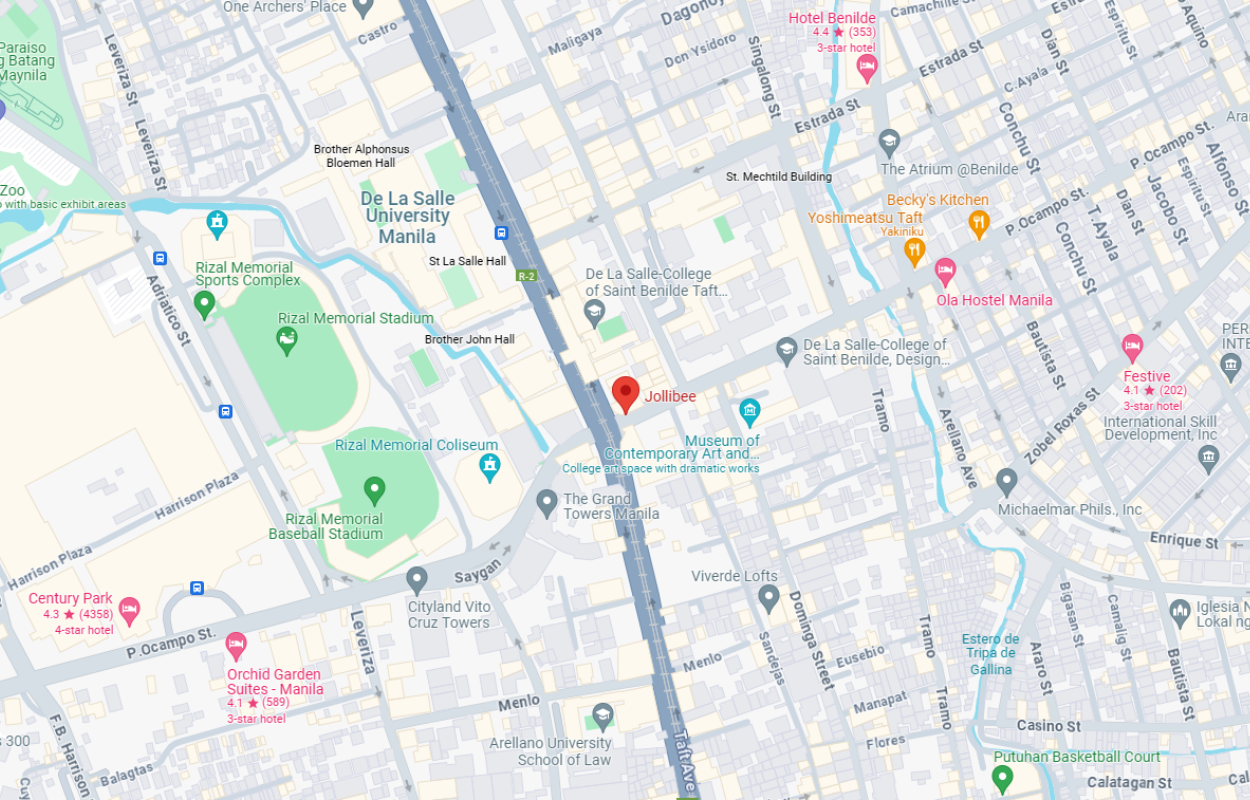 One Archers' Place
Castro
Maligaya
Dagonoy
Don Ysidoro
Singalong St
Hotel Benilde
4.4 ★ (353)
3-star hotel
Camachille St
Estrada St
Dian St
Espiritu St
Aquino
C. Ayala
Paraiso
g Batang
Maynila
Leveriza St
Leveriza St
Brother Alphonsus
Bloemen Hall
Estrada St
Conchu St
P.Ocampo St.
Alfonso St
The Atrium @Benilde
St. Mechtild Building
Espiritu St
Jacobo St
Zoo
with basic exhibit areas
De La Salle
University
Manila
Becky's Kitchen
Yoshimeatsu Taft
Yakiniku
P.Ocampo St.
T. Ayala
Dian St
Conchu St
St La Salle Hall
R-2
Rizal Memorial
Sports Complex
Adriatico St
De La Salle-College
of Saint Benilde Taft...
Ola Hostel Manila
Rizal Memorial Stadium
Brother John Hall
De La Salle-College of
Saint Benilde, Design...
Bautista St
PER
INTE
Festive
4.1 ★ (202)
3-star hotel
Jollibee
Tramo
Arellano Ave
Zobel Roxas St
International Skill
Development, Inc
Rizal Memorial Coliseum
Museum of
Contemporary Art and...
College art space with dramatic works
Harrison Plaza
The Grand
Towers Manila
Michaelmar Phils., Inc
Rizal Memorial
Baseball Stadium
Enrique St
Harrison Plaza
Saygan
Viverde Lofts
Century Park
4.3 ★ (4358)
4-star hotel
Cityland Vito
Cruz Towers
Leveriza
Dominga Street
Tramo
Bigasan St
Camalig St
Iglesia N
Lokal ng
P.Ocampo St.
Orchid Garden
Suites - Manila
4.1 ★ (589)
3-star hotel
Menlo
Sandejas
Eusebio
Estero de
Tripa de
Gallina
Araro St
Bautista St
Menlo
Manapat
Tramo
F.B. Harrison
Casino St
s 300
Arellano University
School of Law
Taft Ave
Flores
Putuhan Basketball Court
Balagtas
Calatagan St